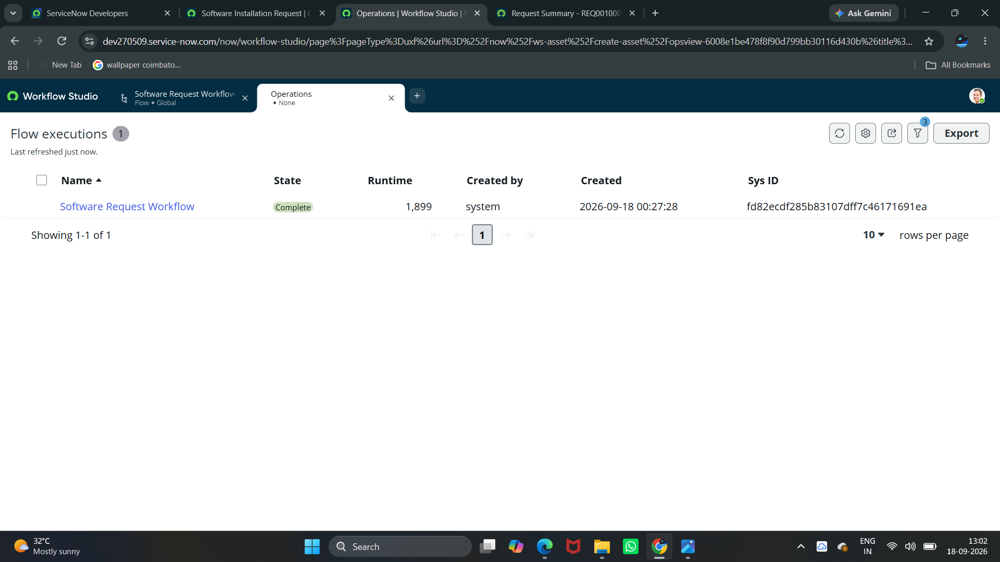 ServiceNow Developers
Software Installation Request |
Operations | Workflow Studio |
Request Summary - REQ001000
Ask Gemini
dev270509.service-now.com/now/workflow-studio/page%3FpageType%3Duxf%26url%3D%252Fnow%252Fws-asset%252Fcreate-asset%252Fopsview-6008e1be478f8f90d799bb30116d430b%26title%3...
New Tab
wallpaper coimbato...
All Bookmarks
Workflow Studio
Software Request Workflow
Flow • Global
Operations
• None
Flow executions 1
3
Export
Last refreshed just now.
Name State Runtime Created by Created Sys ID
Software Request Workflow Complete 1,899 system 2026-09-18 00:27:28 fd82ecdf285b83107dff7c46171691ea
Showing 1-1 of 1 1 10 rows per page
32°C
Mostly sunny
Search
ENG
IN
13:02
18-09-2026